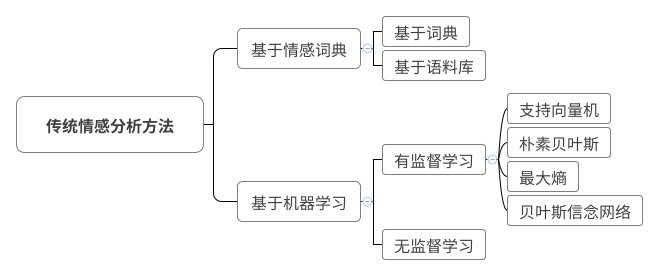 传统情感分析方法
基于情感词典
基于词典
基于语料库
基于机器学习
有监督学习
支持向量机
朴素贝叶斯
最大熵
贝叶斯信念网络
无监督学习